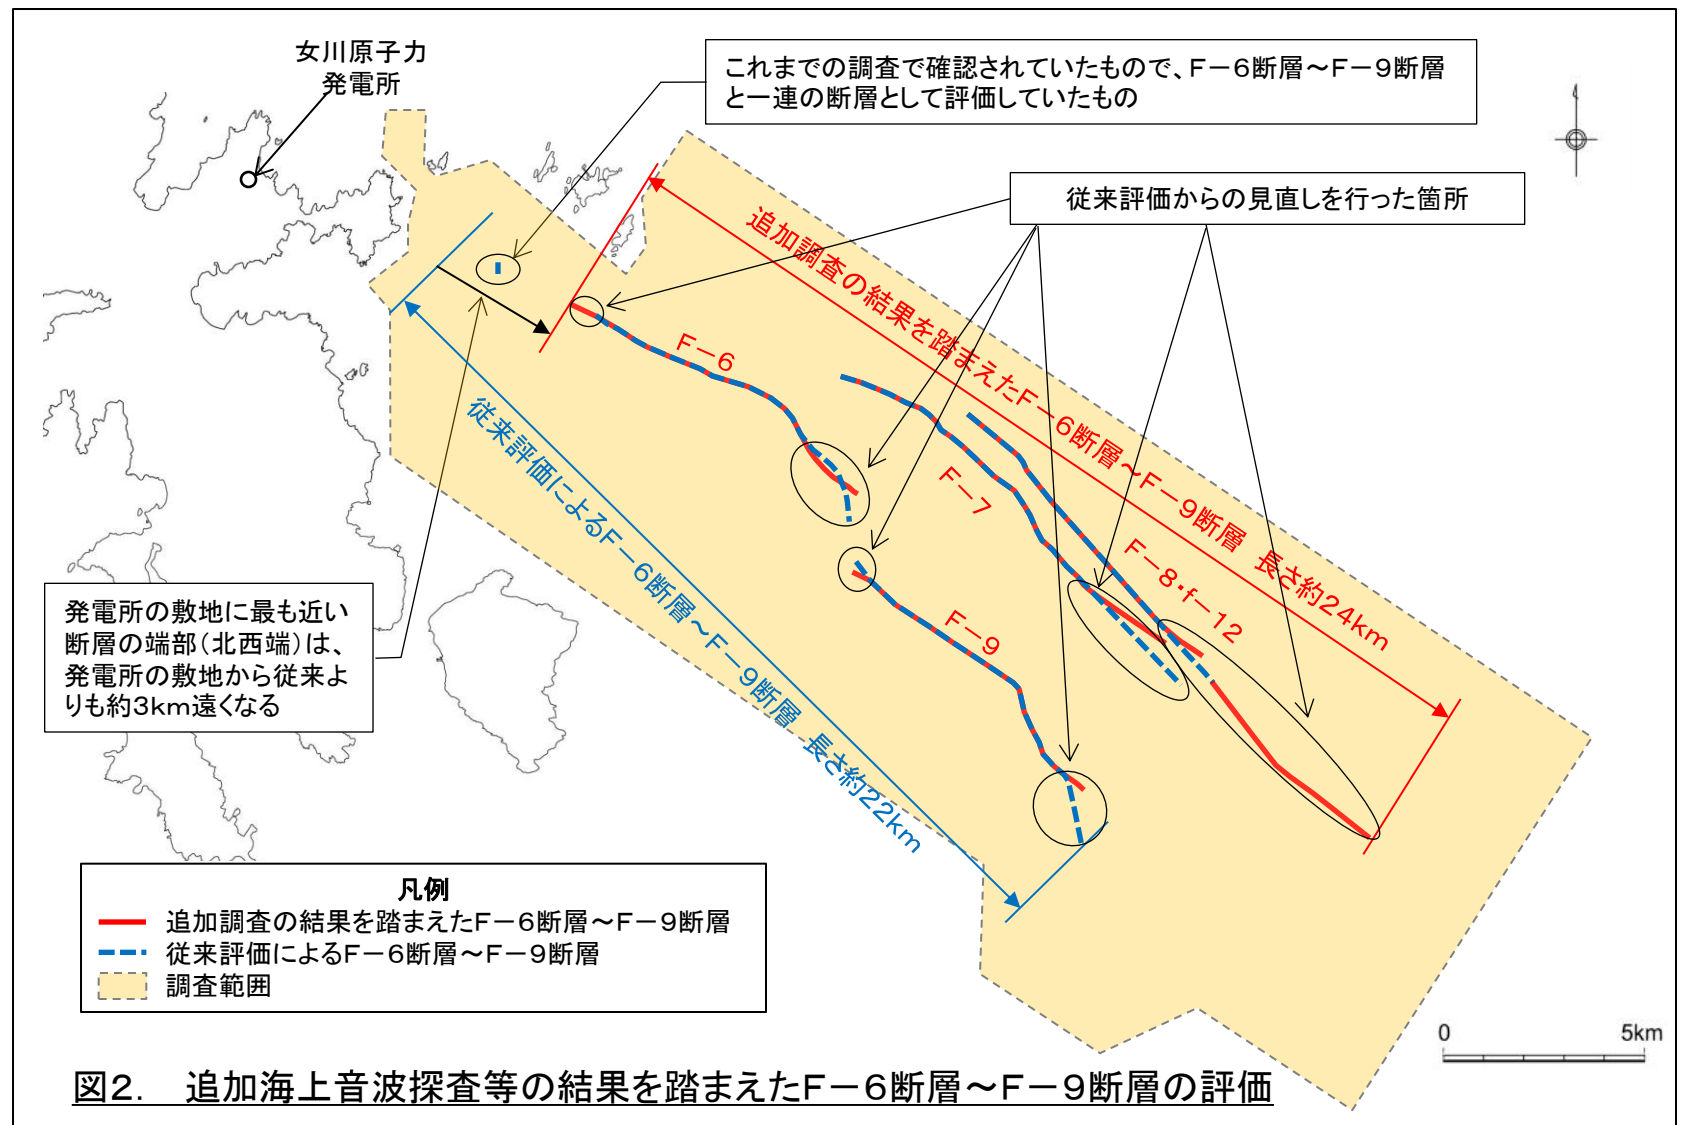 女川原子力
発電所
これまでの調査で確認されていたもので、F－6断層～F－9断層
と一連の断層として評価していたもの
従来評価からの見直しを行った箇所
追加調査の結果を踏まえたF－6断層～F－9断層 長さ約24km
F－6
F－7
F－8・f－12
F－9
従来評価によるF－6断層～F－9断層 長さ約22km
発電所の敷地に最も近い
断層の端部（北西端）は、
発電所の敷地から従来よ
りも約3km遠くなる
凡例
追加調査の結果を踏まえたF－6断層～F－9断層
従来評価によるF－6断層～F－9断層
調査範囲
0 5km
図2． 追加海上音波探査等の結果を踏まえたF－6断層～F－9断層の評価